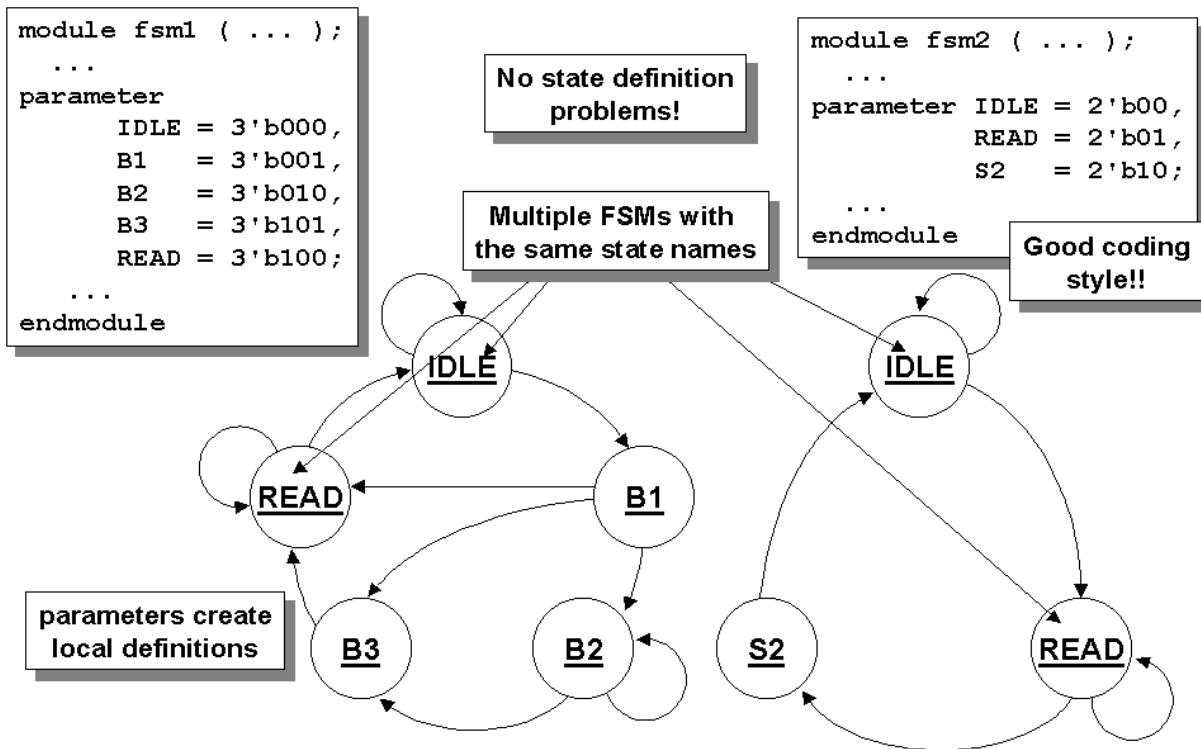 module fsm1 ( ... );
...
parameter
IDLE = 3'b000,
B1 = 3'b001,
B2 = 3'b010,
B3 = 3'b101,
READ = 3'b100;
...
endmodule
No state definition
problems!
module fsm2 ( ... );
...
parameter IDLE = 2'b00,
READ = 2'b01,
S2 = 2'b10;
...
endmodule
Multiple FSMs with
the same state names
Good coding
style!!
IDLE
READ
B1
B3
B2
parameters create
local definitions
IDLE
S2
READ